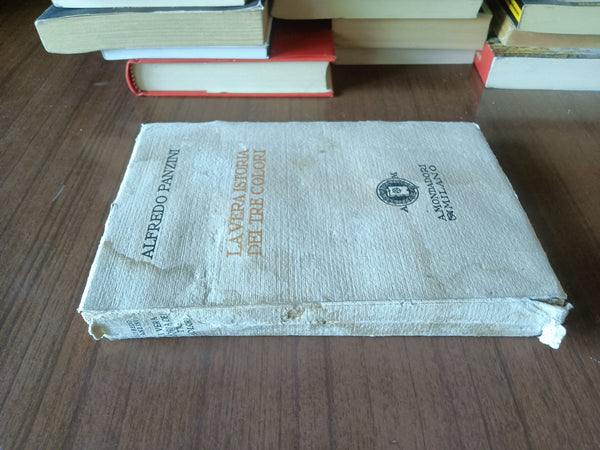 ALFREDO PANZINI
LA VERA ISTORIA
DEI TRE COLORI
A M
A. MONDADORI
MILANO